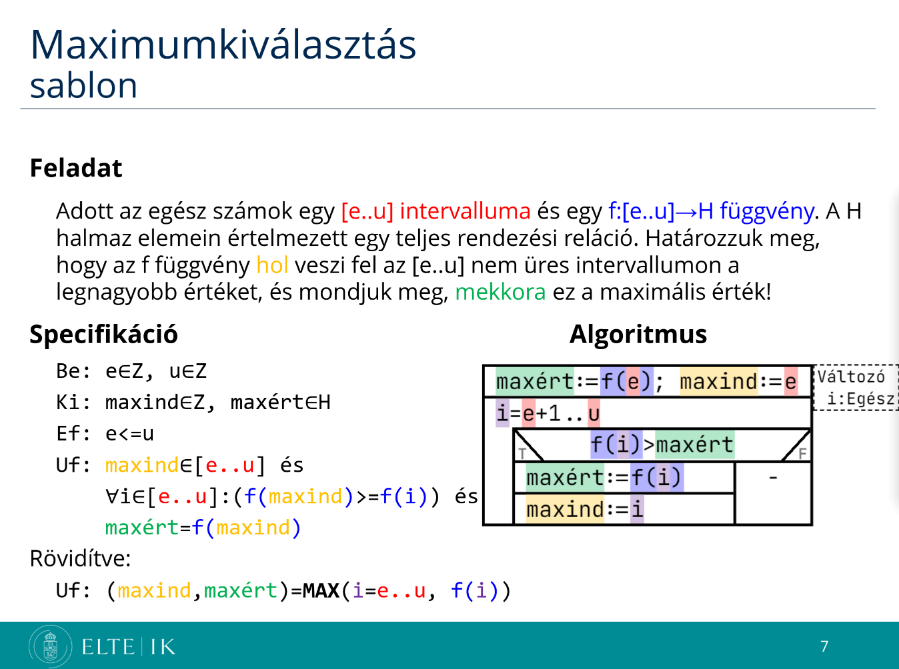 Maximumkiválasztás
sablon
Feladat
Adott az egész számok egy [e..u] intervalluma és egy f:[e..u]→H függvény. A H
halmaz elemein értelmezett egy teljes rendezési reláció. Határozzuk meg,
hogy az f függvény hol veszi fel az [e..u] nem üres intervallumon a
legnagyobb értéket, és mondjuk meg, mekkora ez a maximális érték!
Specifikáció
Be: e∈Z, u∈Z
Ki: maxind∈Z, maxért∈H
Ef: e<=u
Uf: maxind∈[e..u] és
∀i∈[e..u]:(f(maxind)>=f(i)) és
maxért=f(maxind)
Rövidítve:
Uf: (maxind,maxért)=MAX(i=e..u, f(i))
Algoritmus
maxért:=f(e); maxind:=e
Változó
i:Egész
i=e+1..u
T f(i)>maxért F
maxért:=f(i) -
maxind:=i
ELTE | IK
7